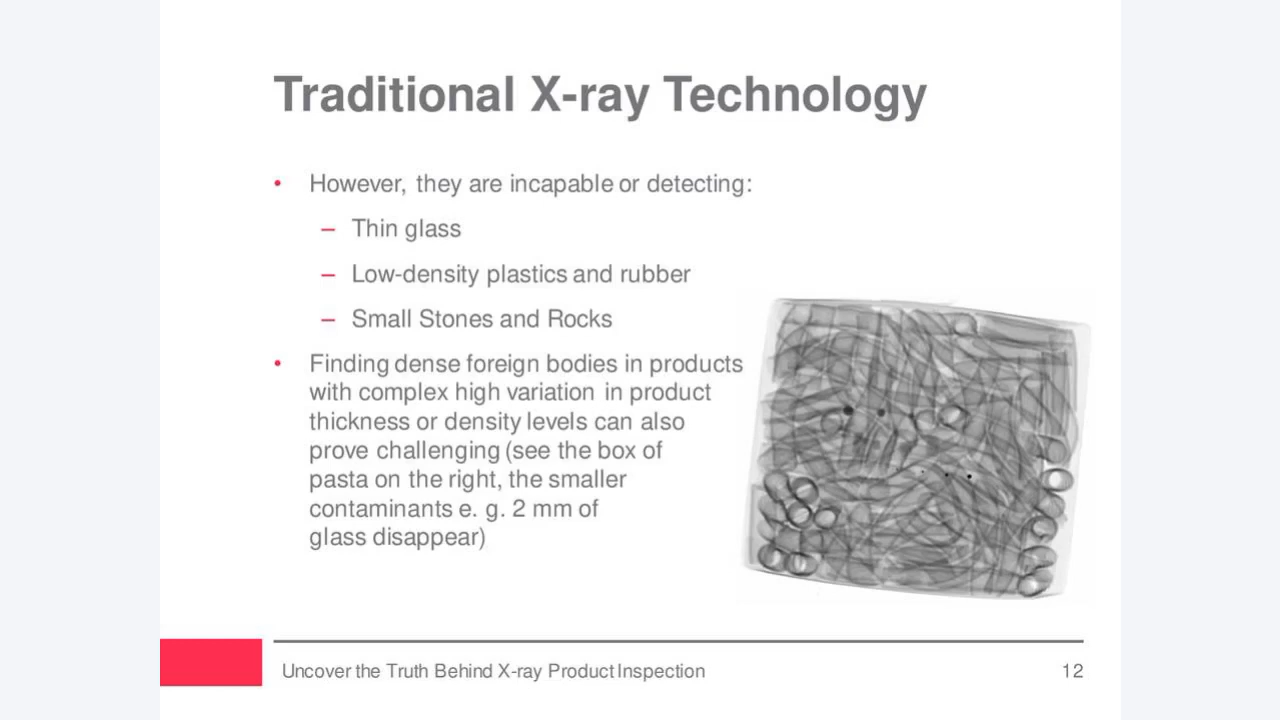 Traditional X-ray Technology
• However, they are incapable or detecting:
– Thin glass
– Low-density plastics and rubber
– Small Stones and Rocks
• Finding dense foreign bodies in products
with complex high variation in product
thickness or density levels can also
prove challenging (see the box of
pasta on the right, the smaller
contaminants e. g. 2 mm of
glass disappear)
Uncover the Truth Behind X-ray Product Inspection
12